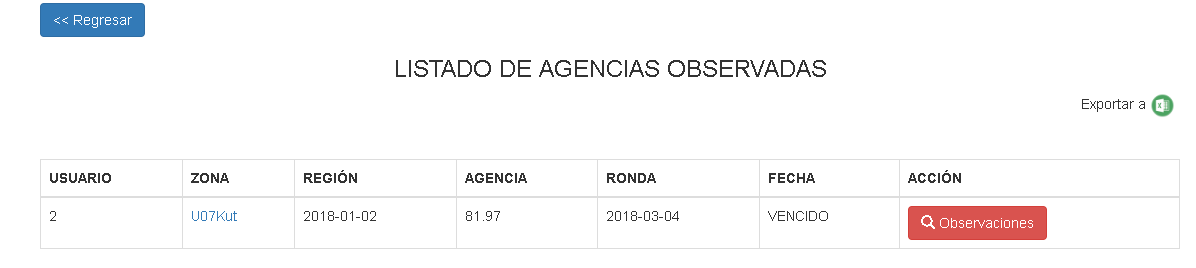 << Regresar
LISTADO DE AGENCIAS OBSERVADAS
Exportar a
USUARIO ZONA REGIÓN AGENCIA RONDA FECHA ACCIÓN
2 U07Kut 2018-01-02 81.97 2018-03-04 VENCIDO Observaciones